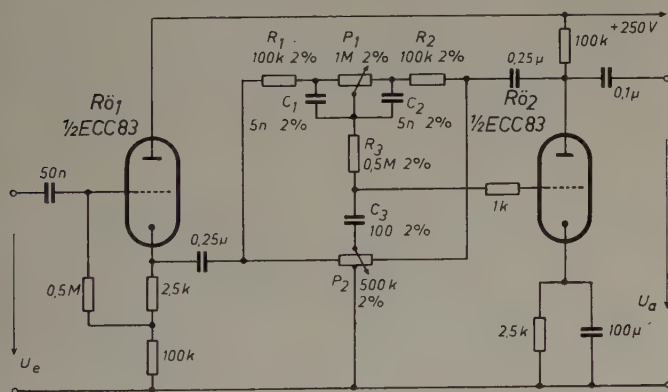 R₁
100k 2%
P₁
1M 2%
R₂
100k 2%
+250V
100k
0,25µ
0,1µ
Rö₁
½ECC83
C₁
5n 2%
C₂
5n 2%
Rö₂
½ECC83
50n
R₃
0,5M 2%
1k
C₃
100 2%
0,25µ
P₂
500k
2%
0,5M
2,5k
100k
2,5k
100µ
Uₑ
Uₐ